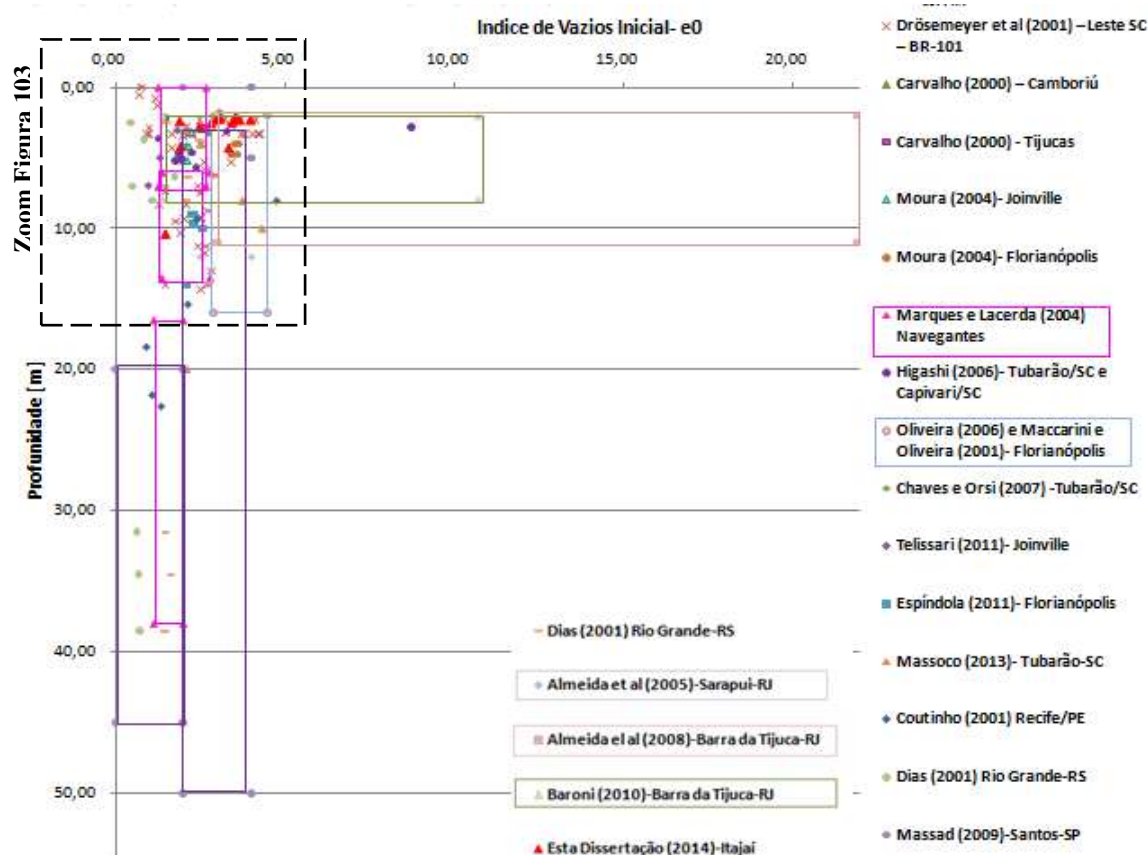 Indice de Vazios Inicial- e0
0,00 5,00 10,00 15,00 20,00
0,00
10,00
20,00
30,00
40,00
50,00
Profunidade [m]
Zoom Figura 103
Drösemeyer et al (2001) – Leste SC
– BR-101
Carvalho (2000) – Camboriú
Carvalho (2000) - Tijucas
Moura (2004)- Joinville
Moura (2004)- Florianópolis
Marques e Lacerda (2004)
Navegantes
Higashi (2006)- Tubarão/SC e
Capivari/SC
Oliveira (2006) e Maccarini e
Oliveira (2001)- Florianópolis
Chaves e Orsi (2007) -Tubarão/SC
Telissari (2011)- Joinville
Espíndola (2011)- Florianópolis
Massoco (2013)- Tubarão-SC
Coutinho (2001) Recife/PE
Dias (2001) Rio Grande-RS
Massad (2009)-Santos-SP
Dias (2001) Rio Grande-RS
Almeida et al (2005)-Sarapui-RJ
Almeida el al (2008)-Barra da Tijuca-RJ
Baroni (2010)-Barra da Tijuca-RJ
Esta Dissertação (2014)-Itajaí